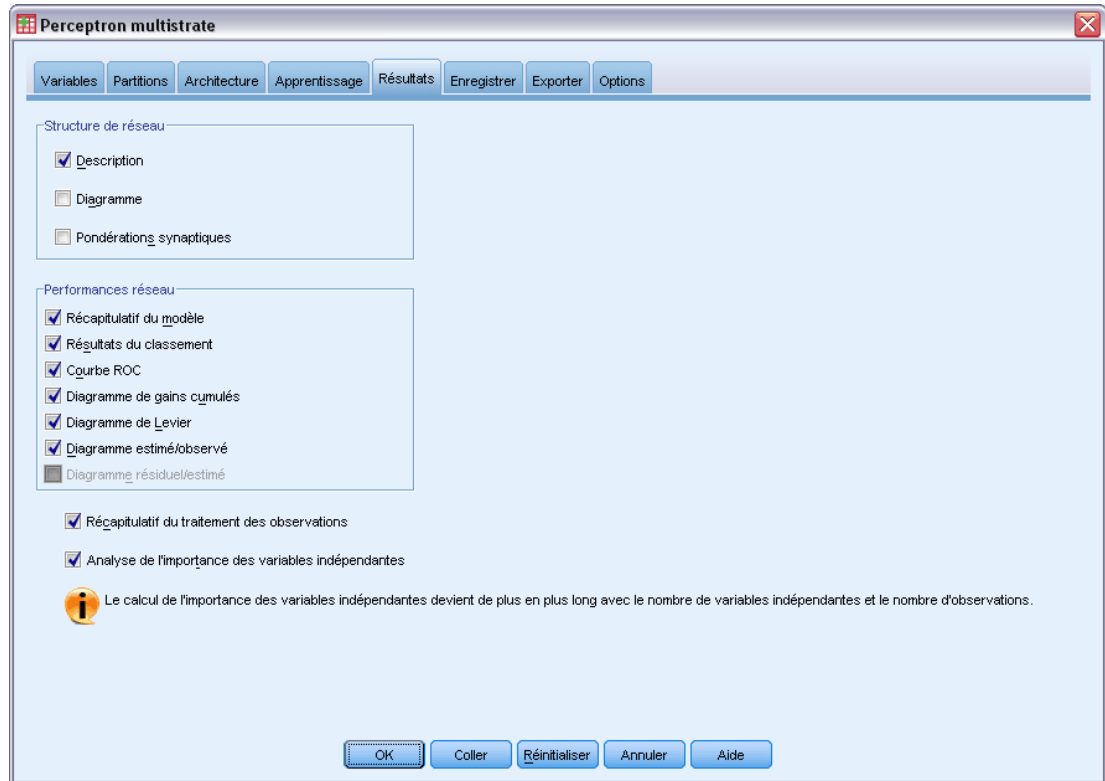 Perceptron multistrate
Variables Partitions Architecture Apprentissage Résultats Enregistrer Exporter Options
Structure de réseau
Description
Diagramme
Pondérations synaptiques
Performances réseau
Récapitulatif du modèle
Résultats du classement
Courbe ROC
Diagramme de gains cumulés
Diagramme de Levier
Diagramme estimé/observé
Diagramme résiduel/estimé
Récapitulatif du traitement des observations
Analyse de l'importance des variables indépendantes
Le calcul de l'importance des variables indépendantes devient de plus en plus long avec le nombre de variables indépendantes et le nombre d'observations.
OK Coller Réinitialiser Annuler Aide